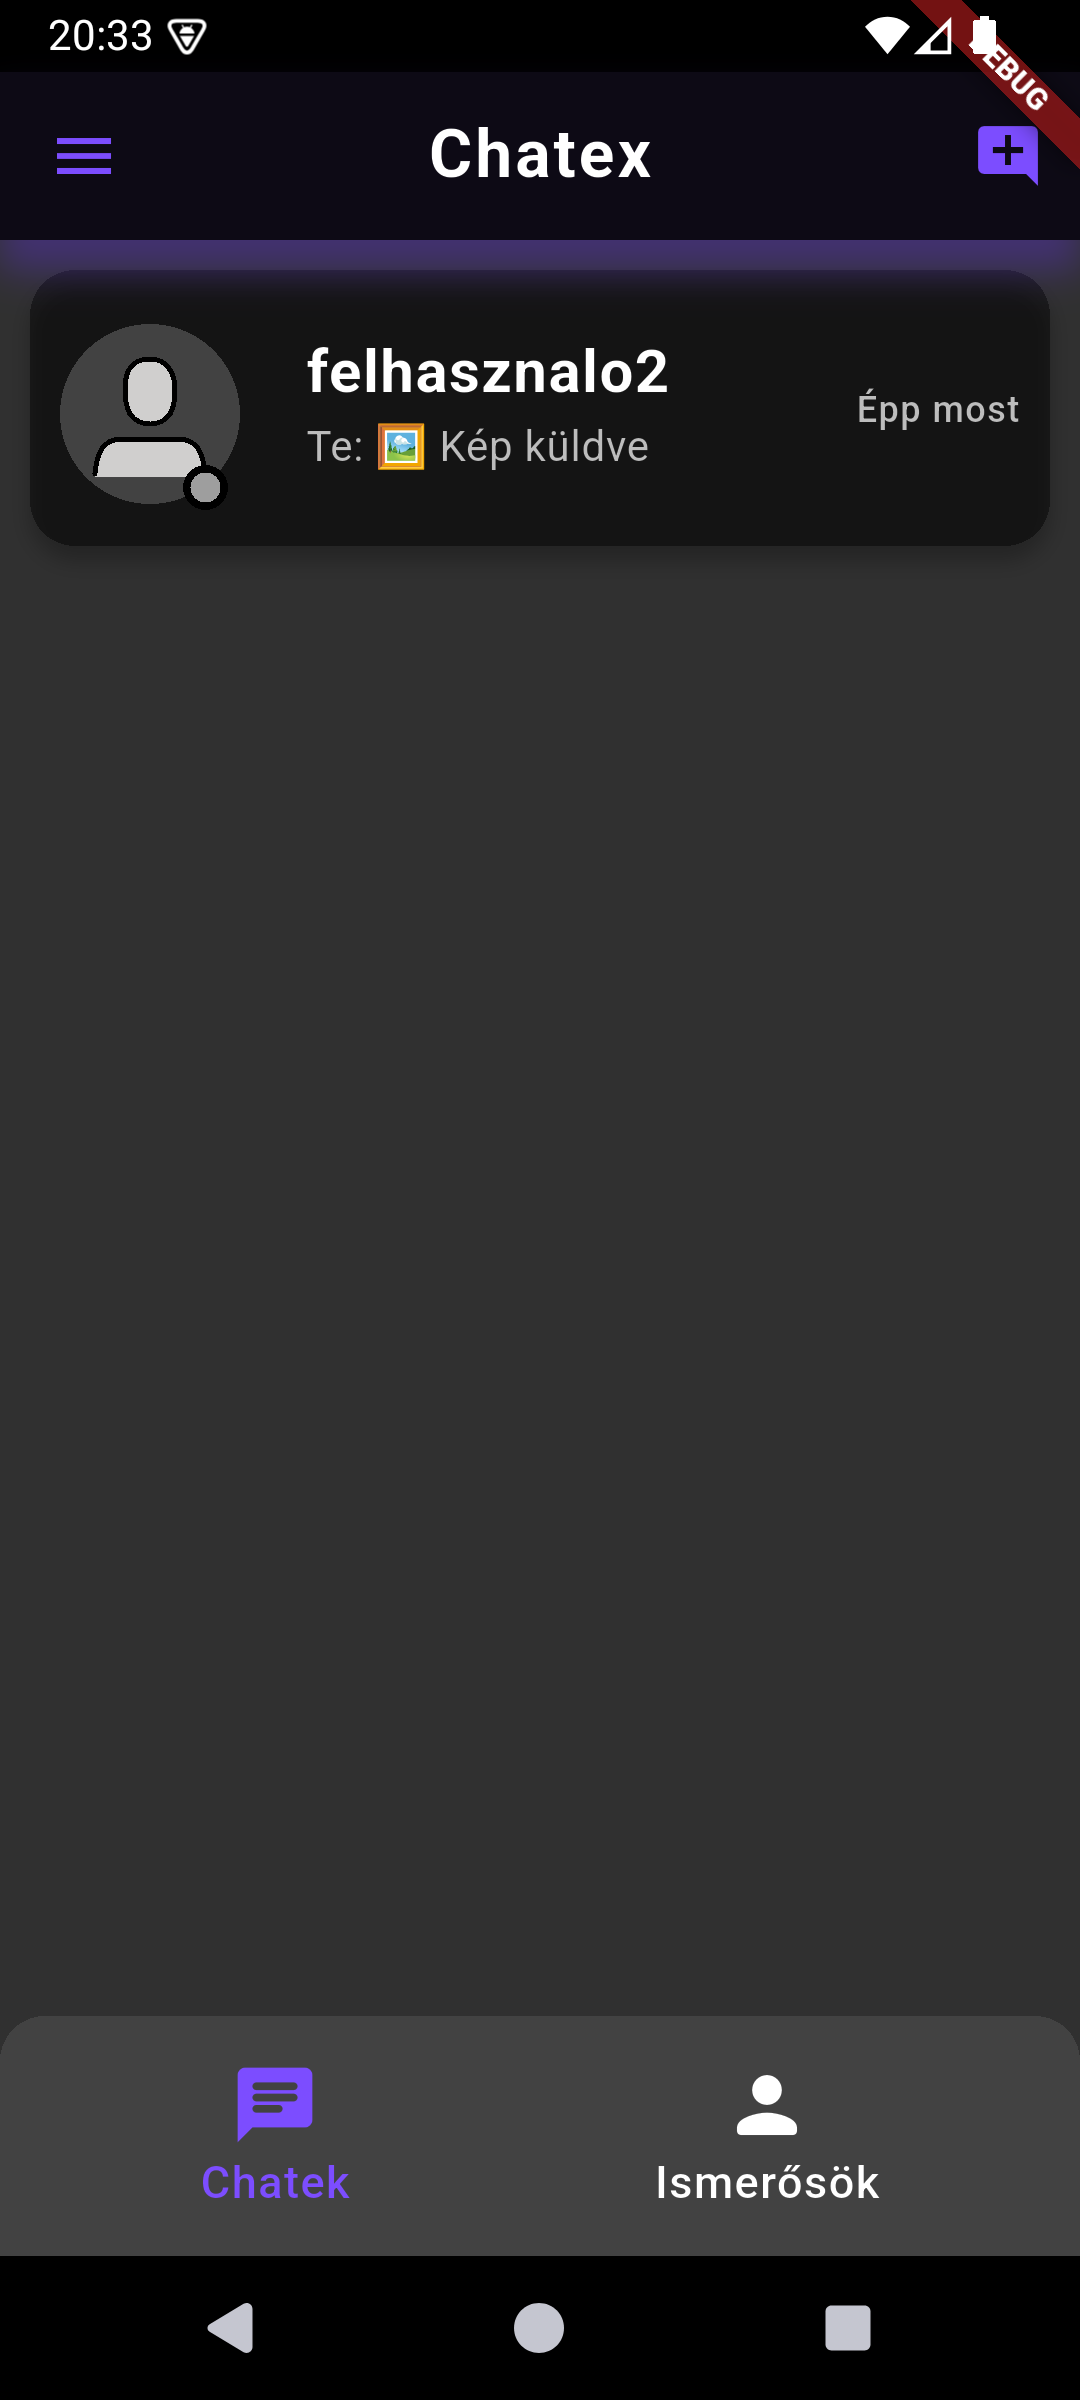 20:33
DEBUG
Chatex
felhasznalo2
Te: 🖼️ Kép küldve
Épp most
Chatek
Ismerősök